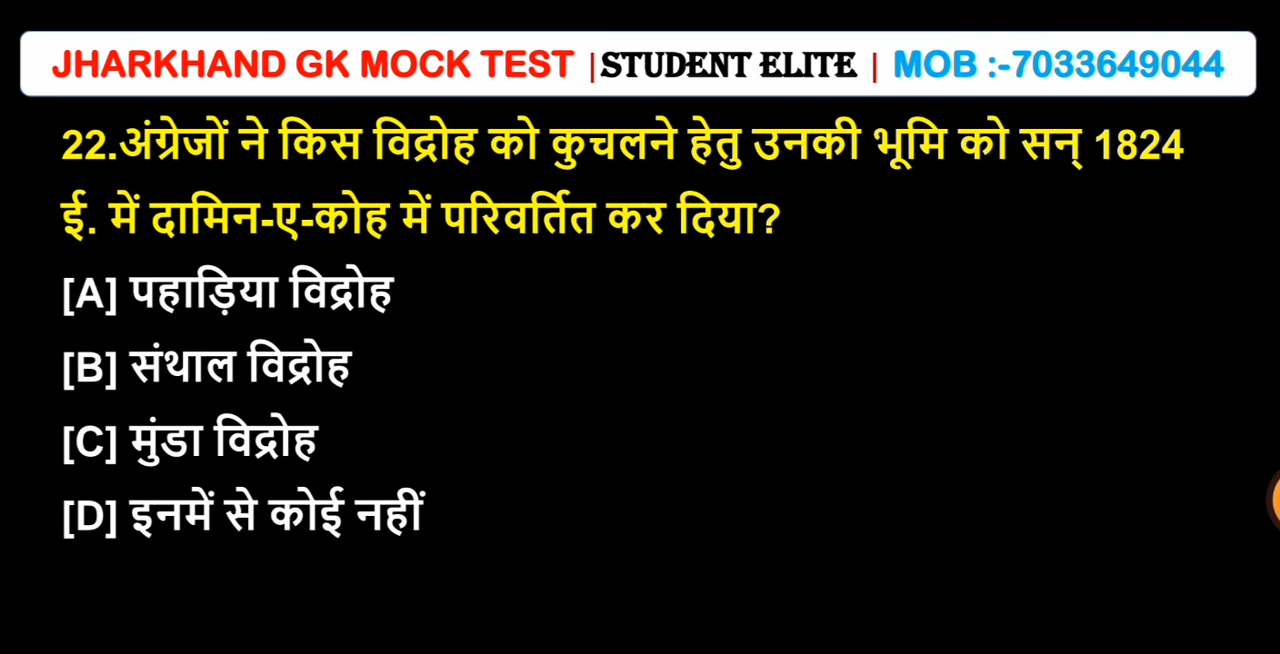 JHARKHAND GK MOCK TEST |STUDENT ELITE | MOB :-7033649044
22.अंग्रेजों ने किस विद्रोह को कुचलने हेतु उनकी भूमि को सन् 1824
ई. में दामिन-ए-कोह में परिवर्तित कर दिया?
[A] पहाड़िया विद्रोह
[B] संथाल विद्रोह
[C] मुंडा विद्रोह
[D] इनमें से कोई नहीं